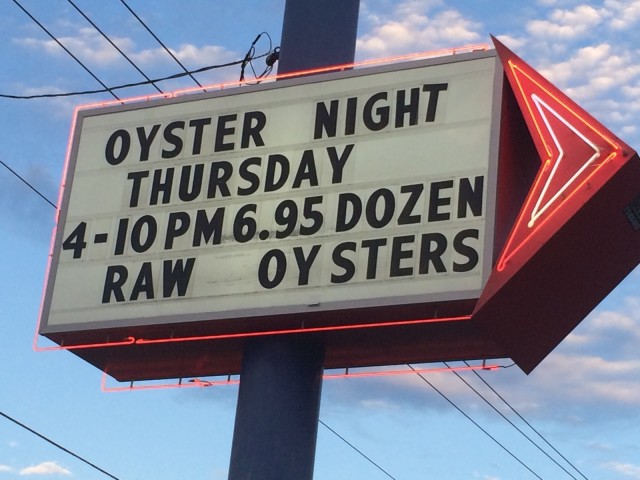 OYSTER NIGHT
THURSDAY
4-10 PM 6.95 DOZEN
RAW OYSTERS